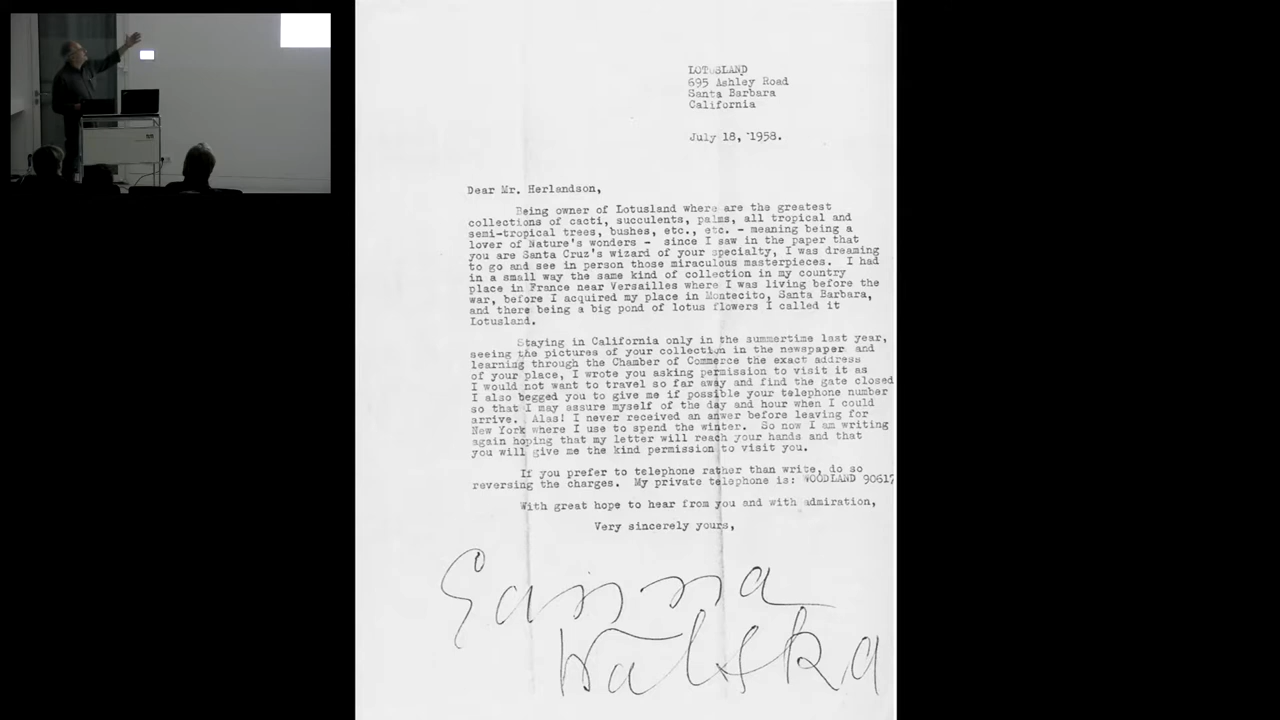 LOTUSLAND
695 Ashley Road
Santa Barbara
California
July 18, 1958.
Dear Mr. Herlandson,
Being owner of Lotusland where are the greatest
collections of cacti, succulents, palms, all tropical and
semi-tropical trees, bushes, etc., etc. - meaning being a
lover of Nature's wonders - since I saw in the paper that
you are Santa Cruz's wizard of your specialty, I was dreaming
to go and see in person those miraculous masterpieces. I had
in a small way the same kind of collection in my country
place in France near Versailles where I was living before the
war, before I acquired my place in Montecito, Santa Barbara,
and there being a big pond of lotus flowers I called it
Lotusland.
Staying in California only in the summertime last year,
seeing the pictures of your collection in the newspaper and
learning through the Chamber of Commerce the exact address
of your place, I wrote you asking permission to visit it as
I would not want to travel so far away and find the gate closed
I also begged you to give me if possible your telephone number
so that I may assure myself of the day and hour when I could
arrive. Alas! I never received an anwer before leaving for
New York where I use to spend the winter. So now I am writing
again hoping that my letter will reach your hands and that
you will give me the kind permission to visit you.
If you prefer to telephone rather than write, do so
reversing the charges. My private telephone is: WOODLAND 90617
With great hope to hear from you and with admiration,
Very sincerely yours,
Ganna
Walska